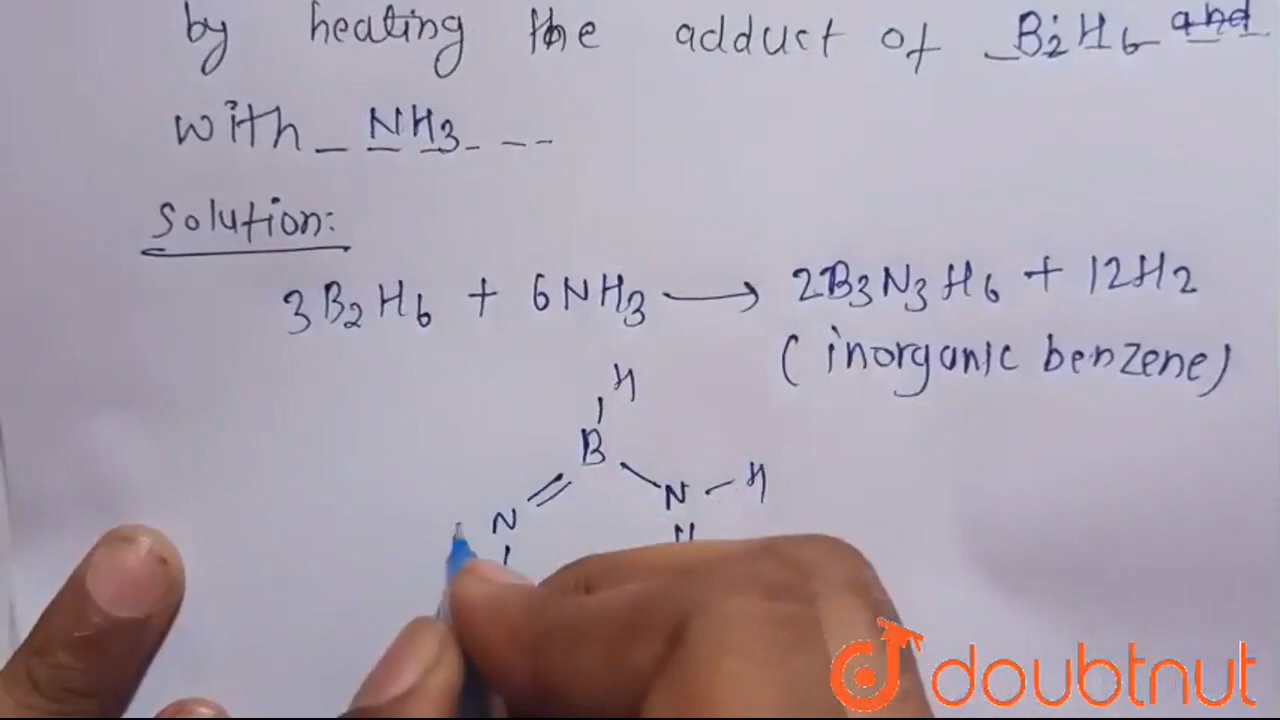 by heating the adduct of B2H6 and
with NH3
Solution:
3B2H6 + 6NH3 ⟶ 2B3N3H6 + 12H2
(inorganic benzene)
H
B
N H
N
doubtnut